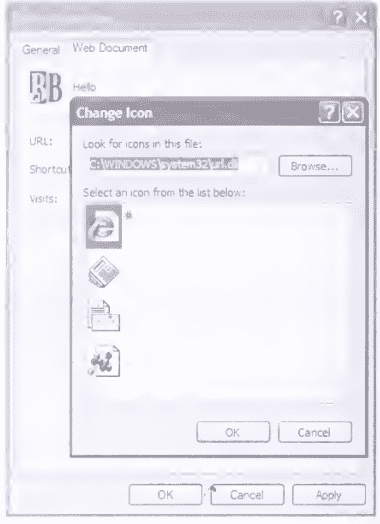 General Web Document
Hello
Change Icon
URL:
Look for icons in this file:
C:\WINDOWS\system32\url.dll
Browse...
Shortcut
Select an icon from the list below:
Visits:
OK Cancel
OK Cancel Apply